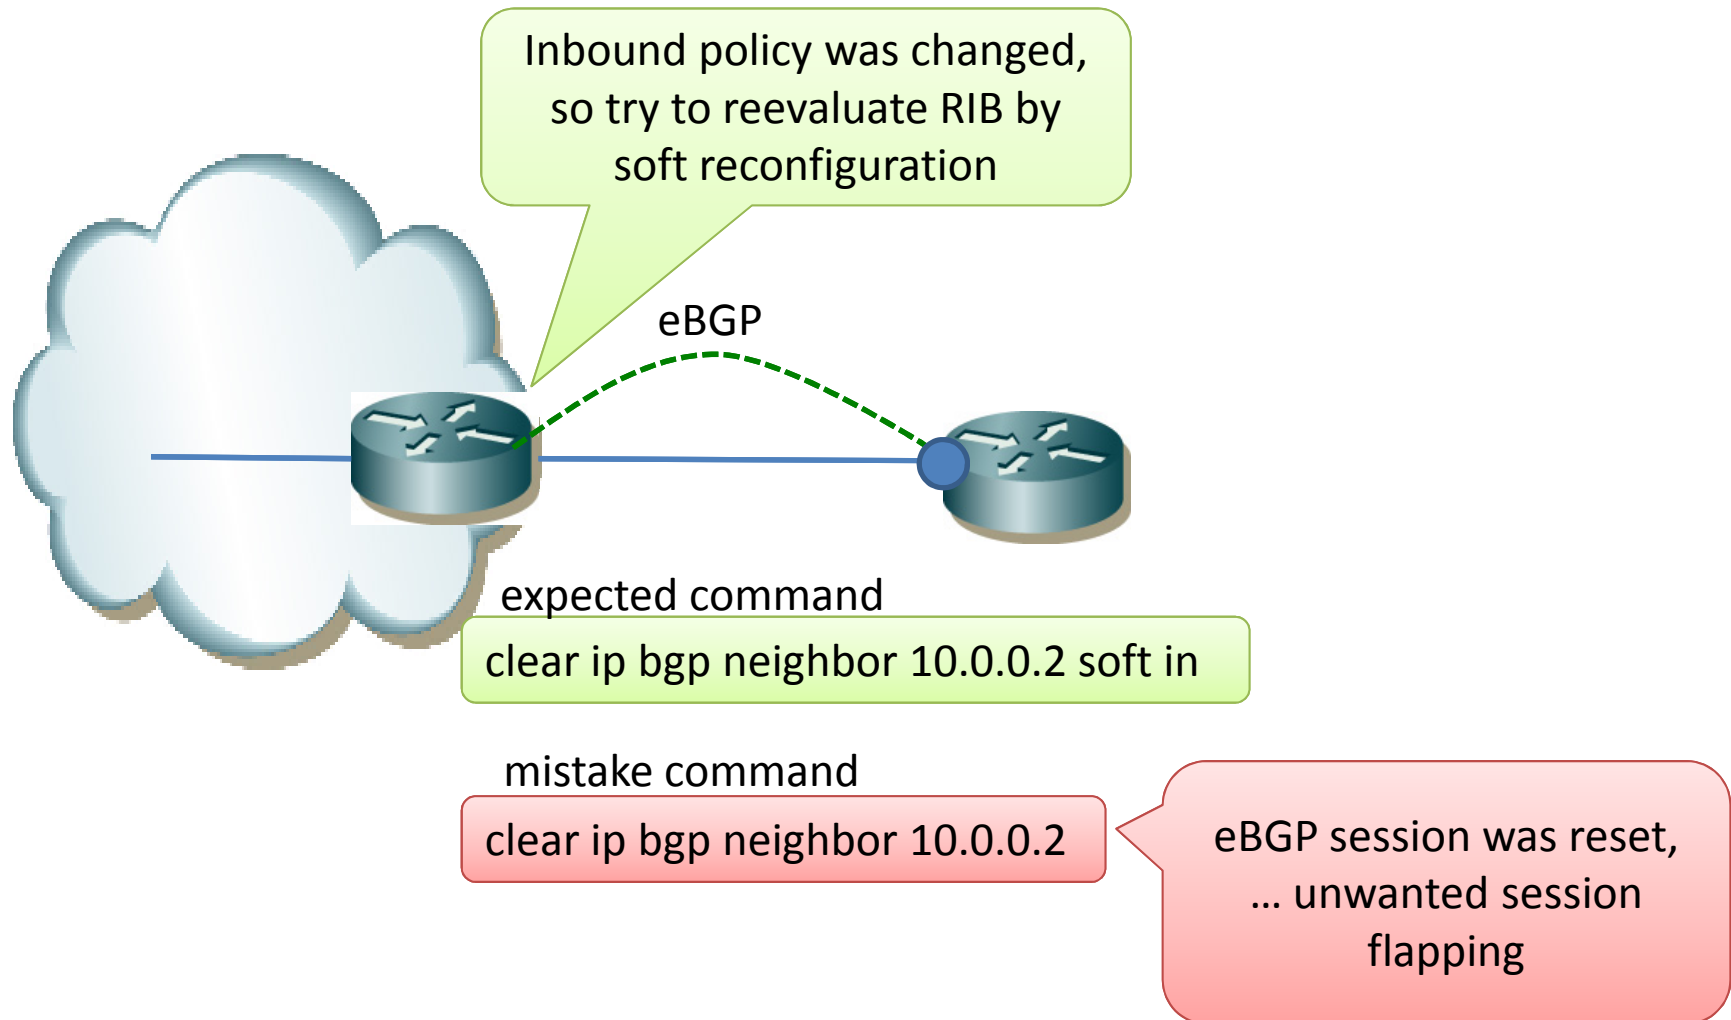 Inbound policy was changed,
so try to reevaluate RIB by
soft reconfiguration
eBGP
expected command
clear ip bgp neighbor 10.0.0.2 soft in
mistake command
clear ip bgp neighbor 10.0.0.2
eBGP session was reset,
... unwanted session
flapping